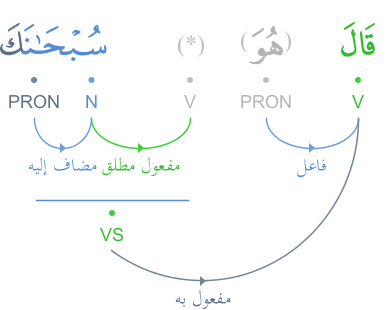 قَالَ (هُوَ) (*) سُبْحَـٰنَكَ
V PRON V N PRON
فاعل مفعول مطلق مضاف إليه
VS
مفعول به